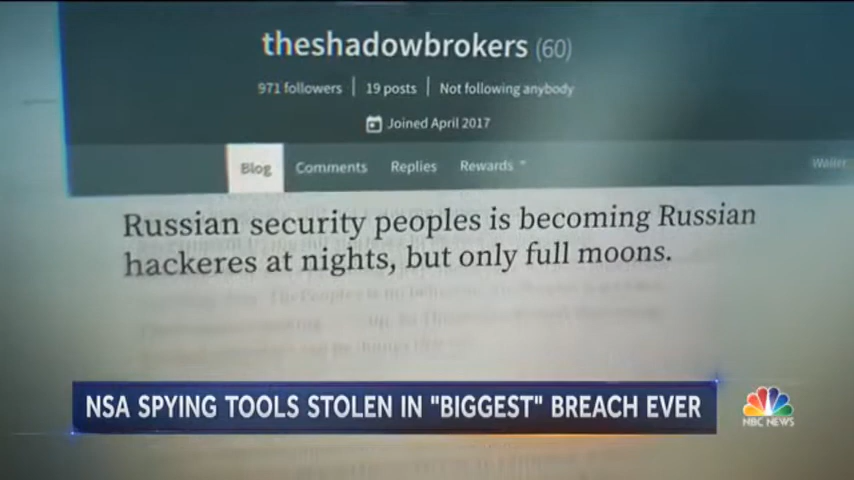 theshadowbrokers (60)
971 followers | 19 posts | Not following anybody
Joined April 2017
Blog Comments Replies Rewards
Russian security peoples is becoming Russian
hackeres at nights, but only full moons.
NSA SPYING TOOLS STOLEN IN "BIGGEST" BREACH EVER
NBC NEWS